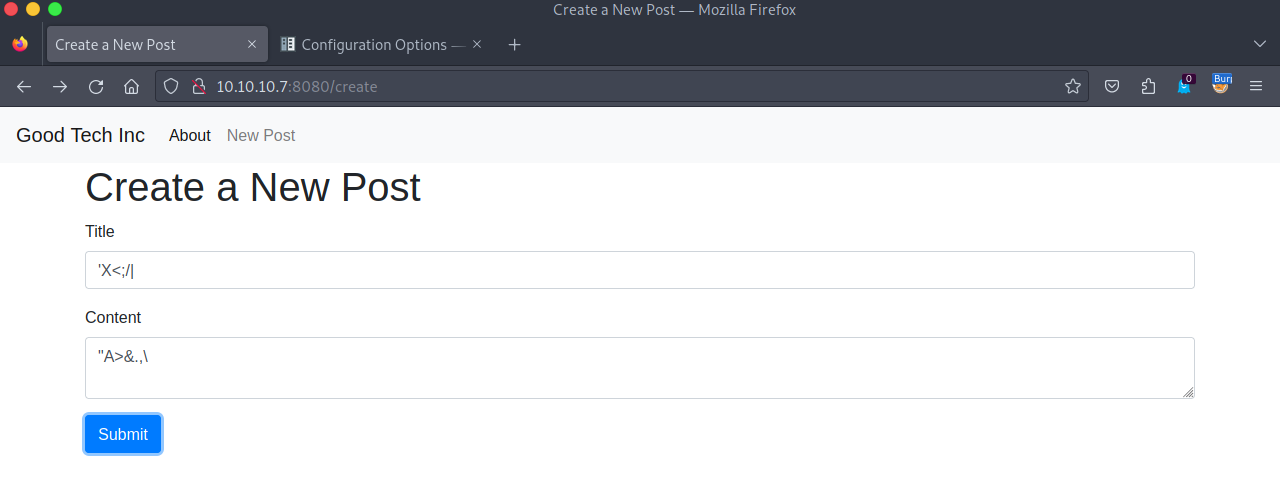 Create a New Post — Mozilla Firefox
Create a New Post
Configuration Options —
10.10.10.7:8080/create
0
Bur
Good Tech Inc About New Post
Create a New Post
Title
'X<;/|
Content
"A>&.,\
Submit